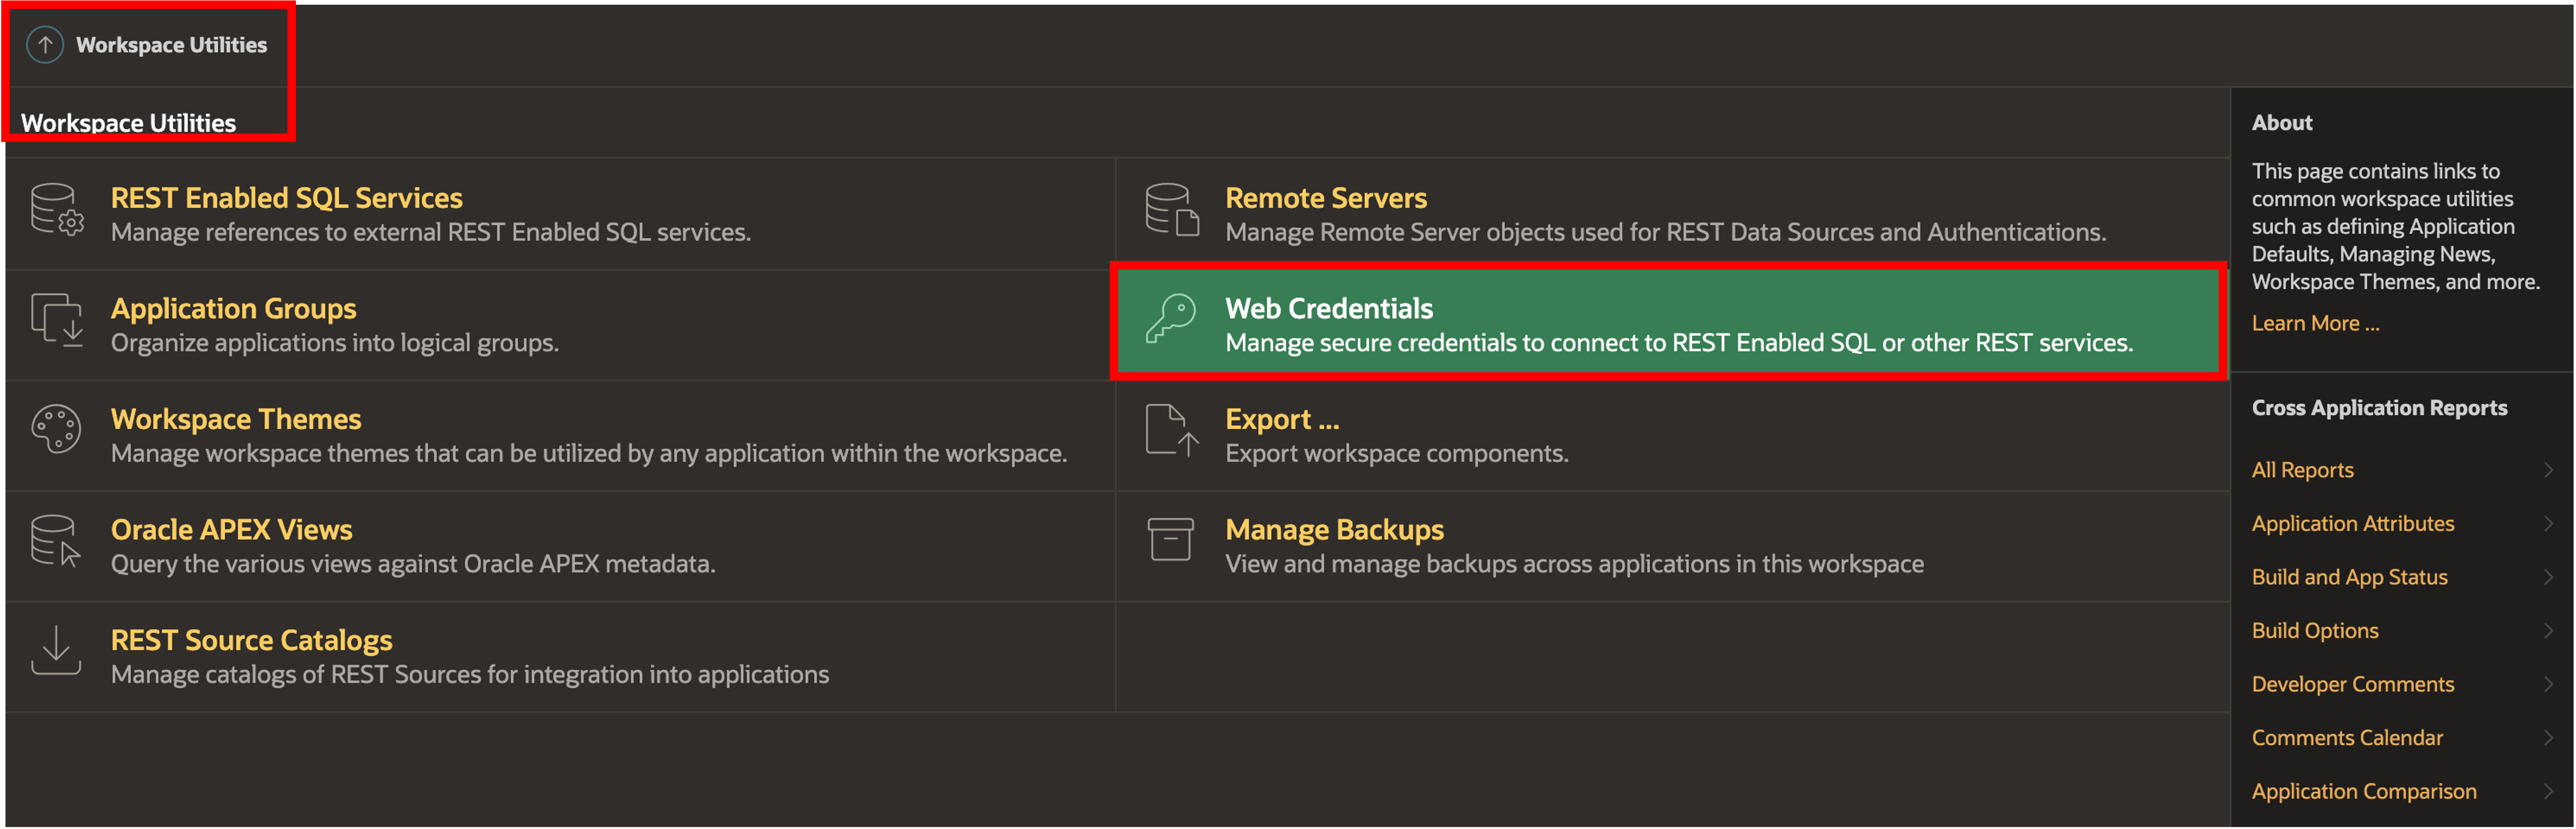 Workspace Utilities
Workspace Utilities
REST Enabled SQL Services
Manage references to external REST Enabled SQL services.
Remote Servers
Manage Remote Server objects used for REST Data Sources and Authentications.
Application Groups
Organize applications into logical groups.
Web Credentials
Manage secure credentials to connect to REST Enabled SQL or other REST services.
Workspace Themes
Manage workspace themes that can be utilized by any application within the workspace.
Export ...
Export workspace components.
Oracle APEX Views
Query the various views against Oracle APEX metadata.
Manage Backups
View and manage backups across applications in this workspace
REST Source Catalogs
Manage catalogs of REST Sources for integration into applications
About
This page contains links to
common workspace utilities
such as defining Application
Defaults, Managing News,
Workspace Themes, and more.
Learn More ...
Cross Application Reports
All Reports
Application Attributes
Build and App Status
Build Options
Developer Comments
Comments Calendar
Application Comparison